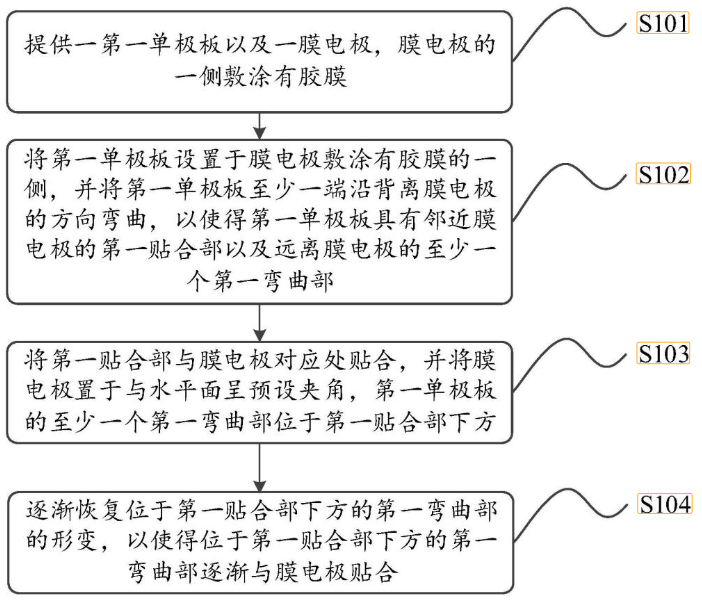 提供一第一单极板以及一膜电极，膜电极的
一侧敷涂有胶膜
S101
将第一单极板设置于膜电极敷涂有胶膜的一
侧，并将第一单极板至少一端沿背离膜电极
的方向弯曲，以使得第一单极板具有邻近膜
电极的第一贴合部以及远离膜电极的至少一
个第一弯曲部
S102
将第一贴合部与膜电极对应处贴合，并将膜
电极置于与水平面呈预设夹角，第一单极板
的至少一个第一弯曲部位于第一贴合部下方
S103
逐渐恢复位于第一贴合部下方的第一弯曲部
的形变，以使得位于第一贴合部下方的第一
弯曲部逐渐与膜电极贴合
S104